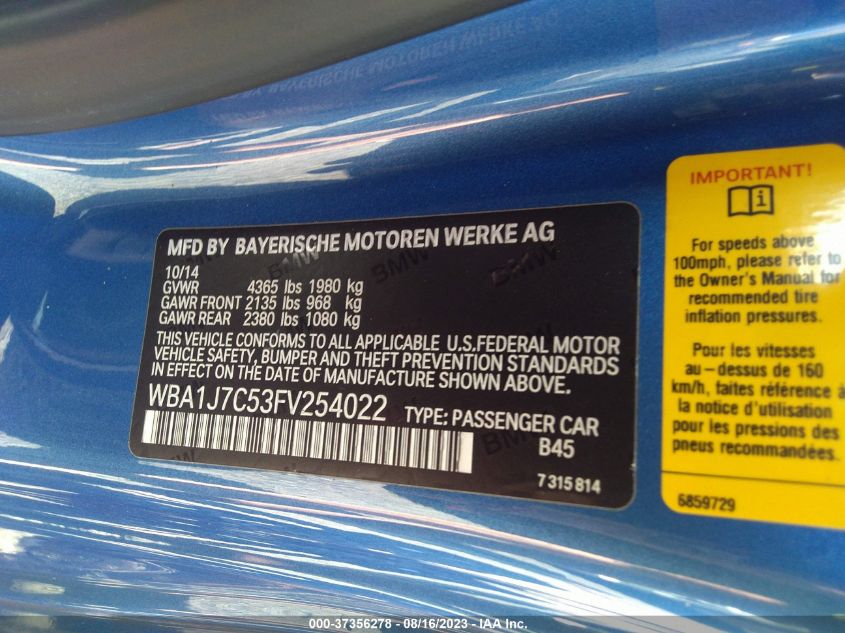 MFD BY BAYERISCHE MOTOREN WERKE AG
10/14
GVWR 4365 lbs 1980 kg
GAWR FRONT 2135 lbs 968 kg
GAWR REAR 2380 lbs 1080 kg
THIS VEHICLE CONFORMS TO ALL APPLICABLE U.S.FEDERAL MOTOR
VEHICLE SAFETY, BUMPER AND THEFT PREVENTION STANDARDS
IN EFFECT ON THE DATE OF MANUFACTURE SHOWN ABOVE.
WBA1J7C53FV254022 TYPE: PASSENGER CAR
B45
7 315 814
IMPORTANT!
i
For speeds above
100mph, please refer to
the Owner's Manual for
recommended tire
inflation pressures.
Pour les vitesses
au-dessus de 160
km/h, faites référence à
la notice d'utilisation
pour les pressions des
pneus recommandées.
6859729
000-37356278 - 08/16/2023 - IAA Inc.